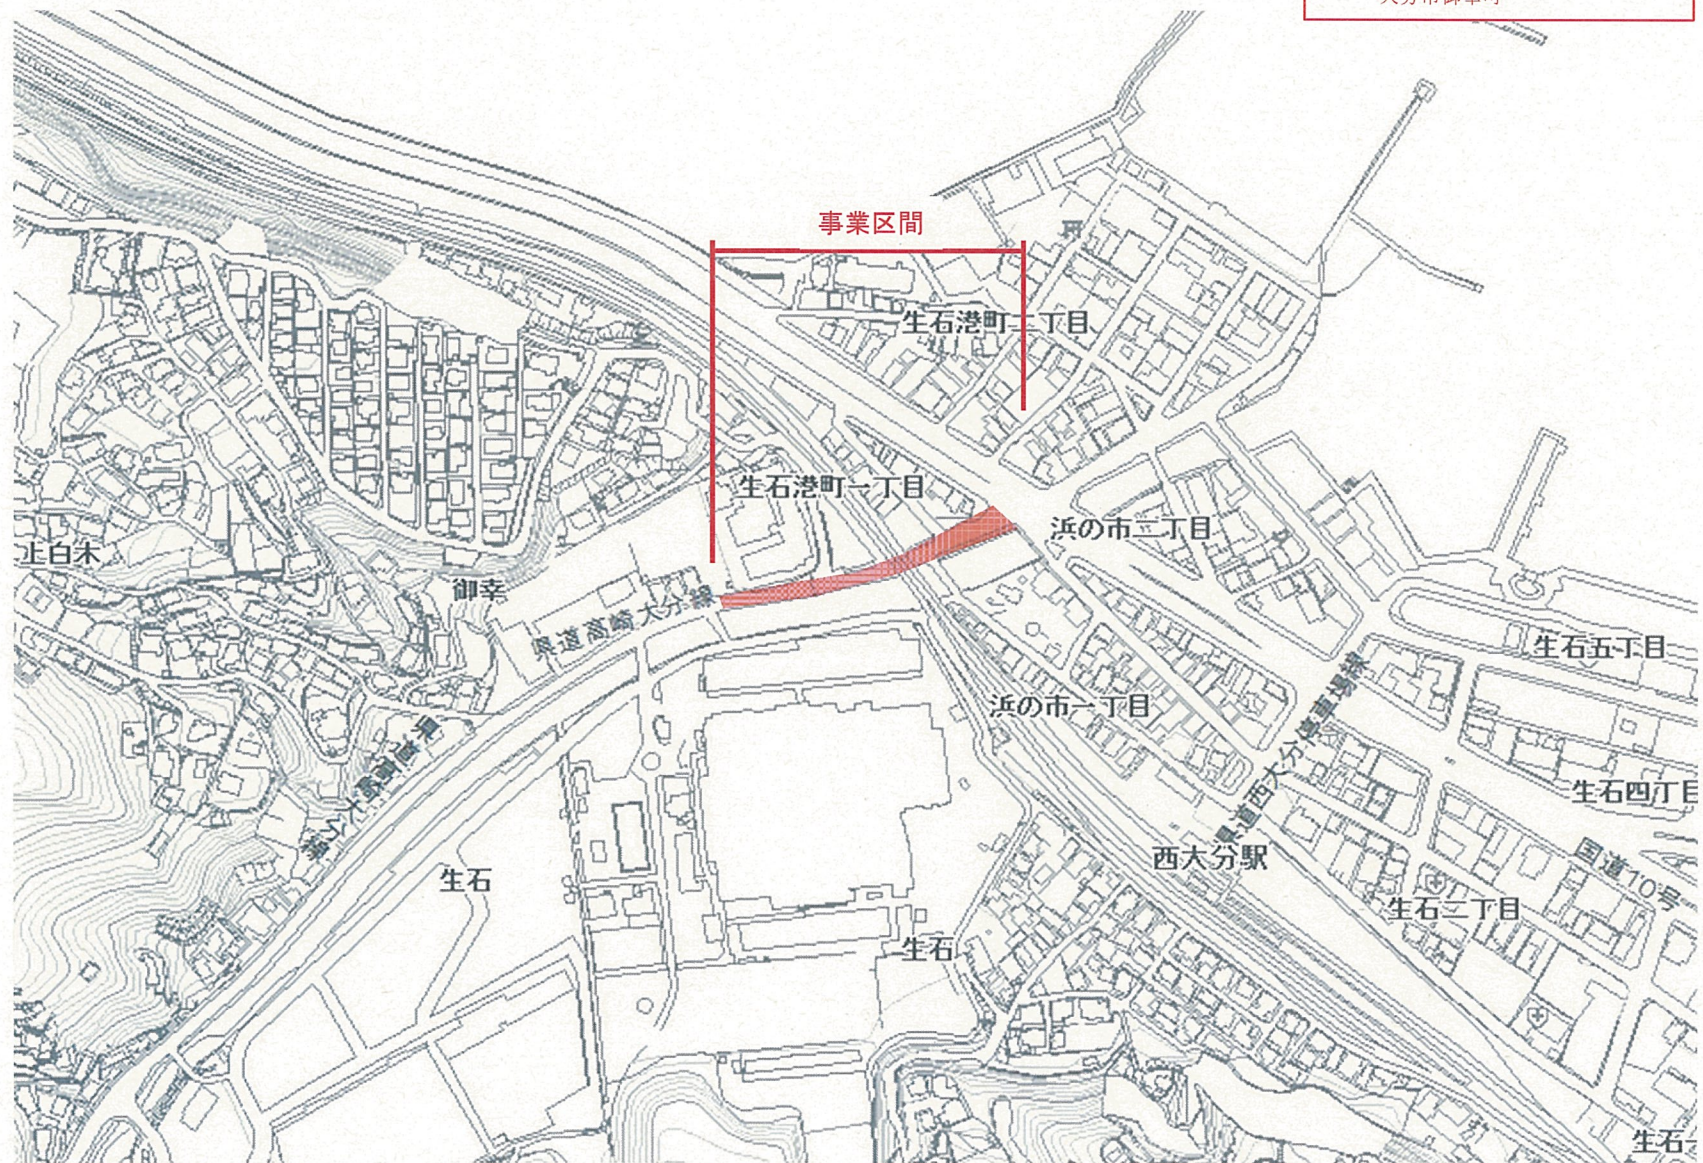 事業区間
生石港町二丁目
生石港町一丁目
浜の市二丁目
上白木
御幸
県道高崎大分線
生石五丁目
浜の市一丁目
県道高崎大分線
県道西大分停車場線
生石四丁目
西大分駅
国道10号
生石
生石二丁目
生石
生石